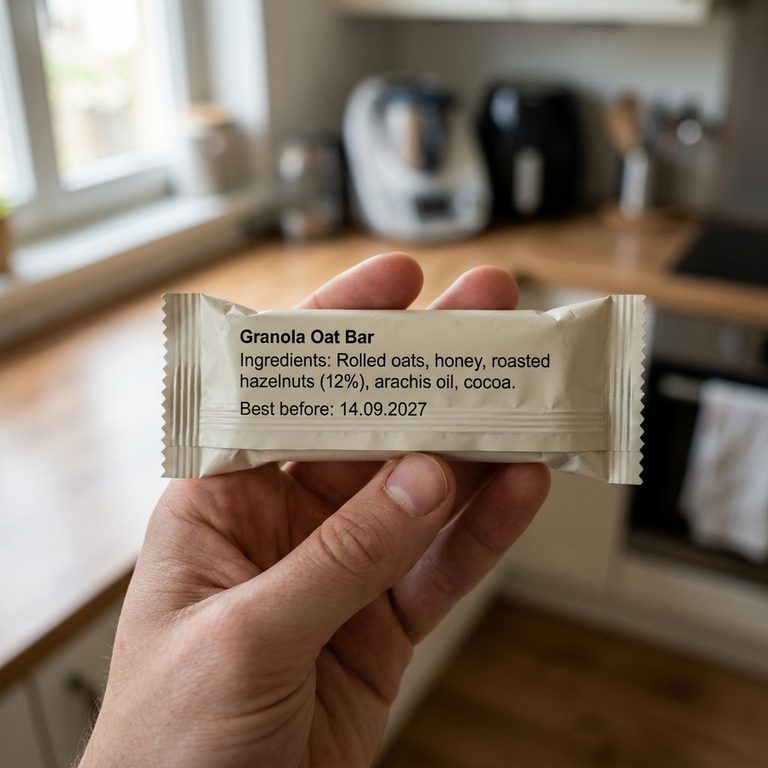 Granola Oat Bar
Ingredients: Rolled oats, honey, roasted
hazelnuts (12%), arachis oil, cocoa.
Best before: 14.09.2027